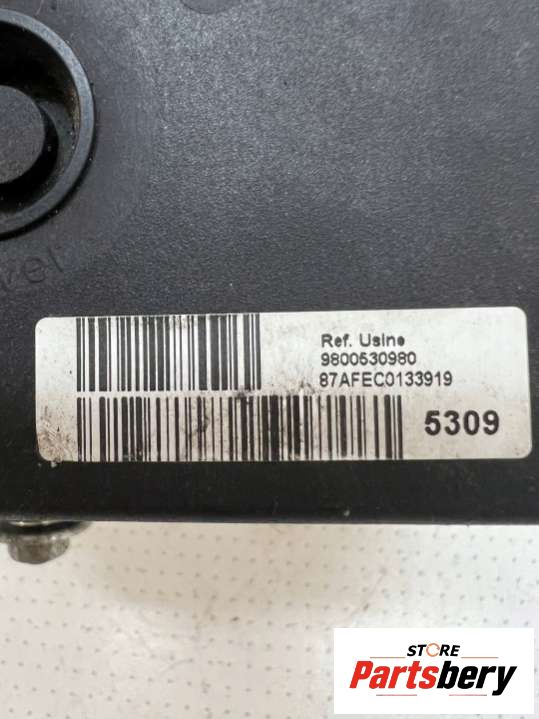 Ref. Usine
9800530980
87AFEC0133919
5309
STORE
Partsbery